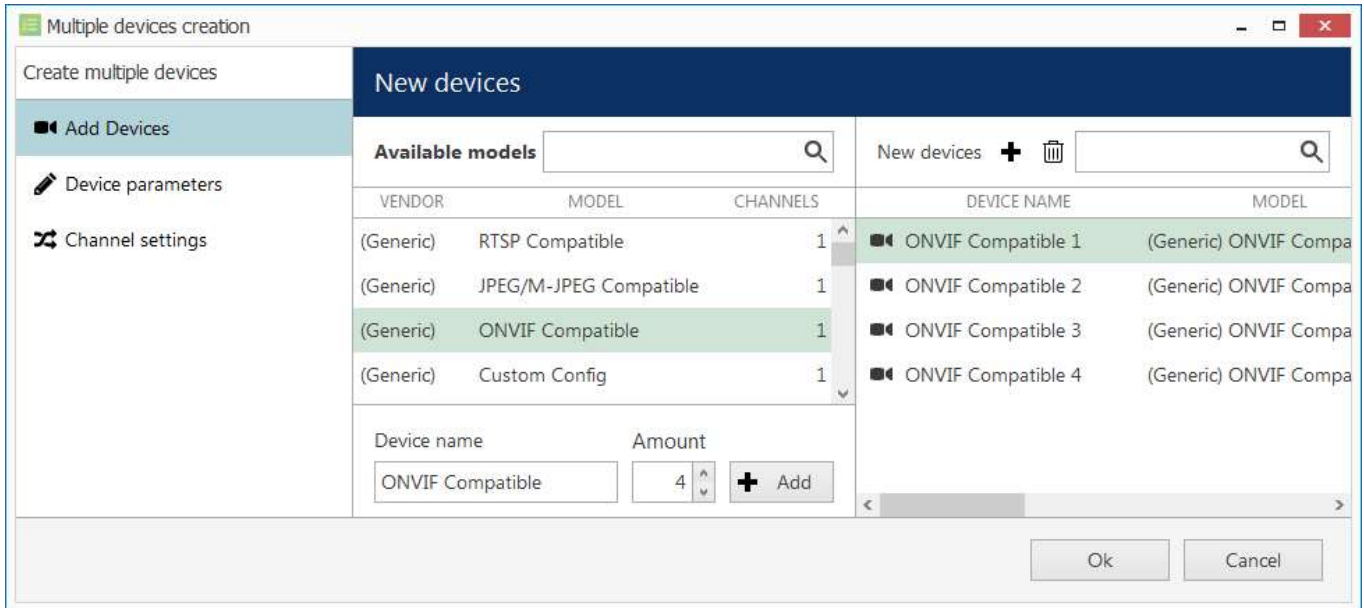 Multiple devices creation
Create multiple devices
New devices
Add Devices
Device parameters
Channel settings
Available models
New devices
VENDOR MODEL CHANNELS
(Generic) RTSP Compatible 1
(Generic) JPEG/M-JPEG Compatible 1
(Generic) ONVIF Compatible 1
(Generic) Custom Config 1
Device name Amount
ONVIF Compatible 4 Add
DEVICE NAME MODEL
ONVIF Compatible 1 (Generic) ONVIF Compa
ONVIF Compatible 2 (Generic) ONVIF Compa
ONVIF Compatible 3 (Generic) ONVIF Compa
ONVIF Compatible 4 (Generic) ONVIF Compa
Ok Cancel